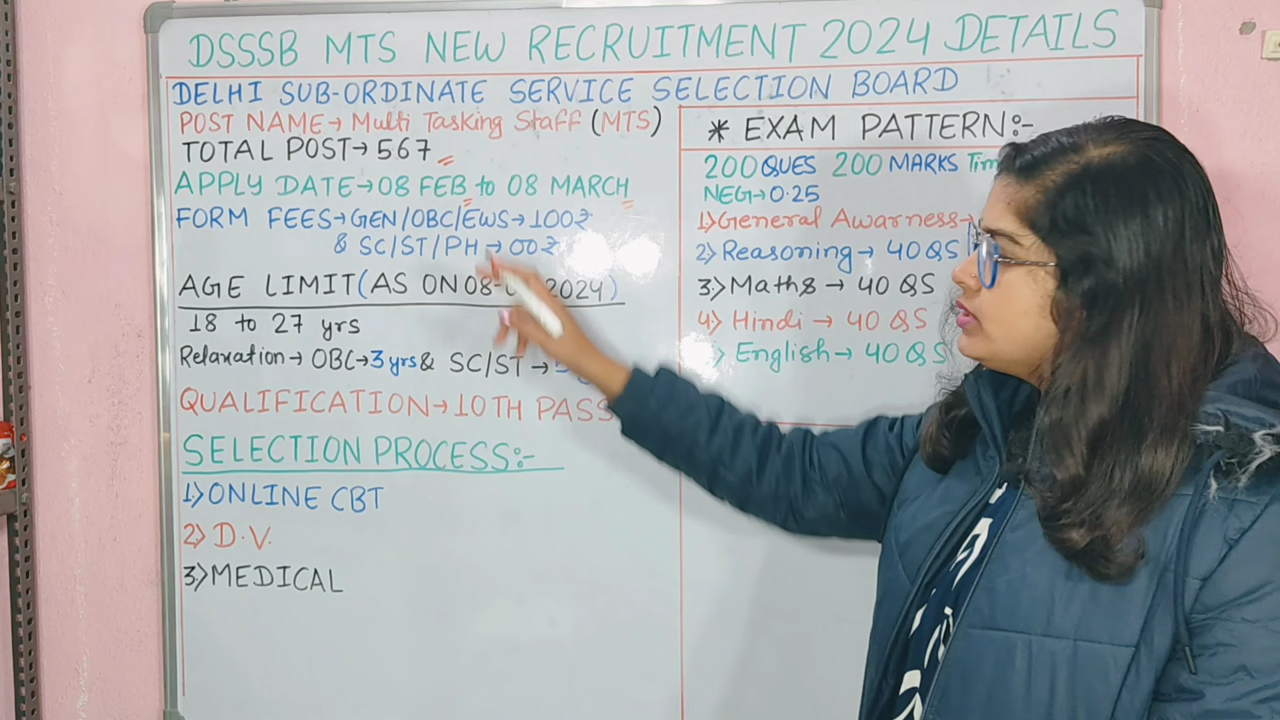 DSSSB MTS NEW RECRUITMENT 2024 DETAILS
DELHI SUB-ORDINATE SERVICE SELECTION BOARD
POST NAME→ Multi Tasking Staff (MTS)
TOTAL POST→ 567
APPLY DATE→08 FEB to 08 MARCH
FORM FEES→GEN/OBC/EWS→100₹
& SC/ST/PH→00₹
AGE LIMIT(AS ON 08- 2024)
18 to 27 yrs
Relaxation→ OBC→3 yrs & SC/ST →
QUALIFICATION→10TH PASS
SELECTION PROCESS:-
1) ONLINE CBT
2) D.V.
3) MEDICAL
* EXAM PATTERN:-
200 QUES 200 MARKS
NEG→0.25
1) General Awarness→
2) Reasoning→ 40 QS
3) Maths → 40 QS
4) Hindi → 40 QS
) English→ 40 QS